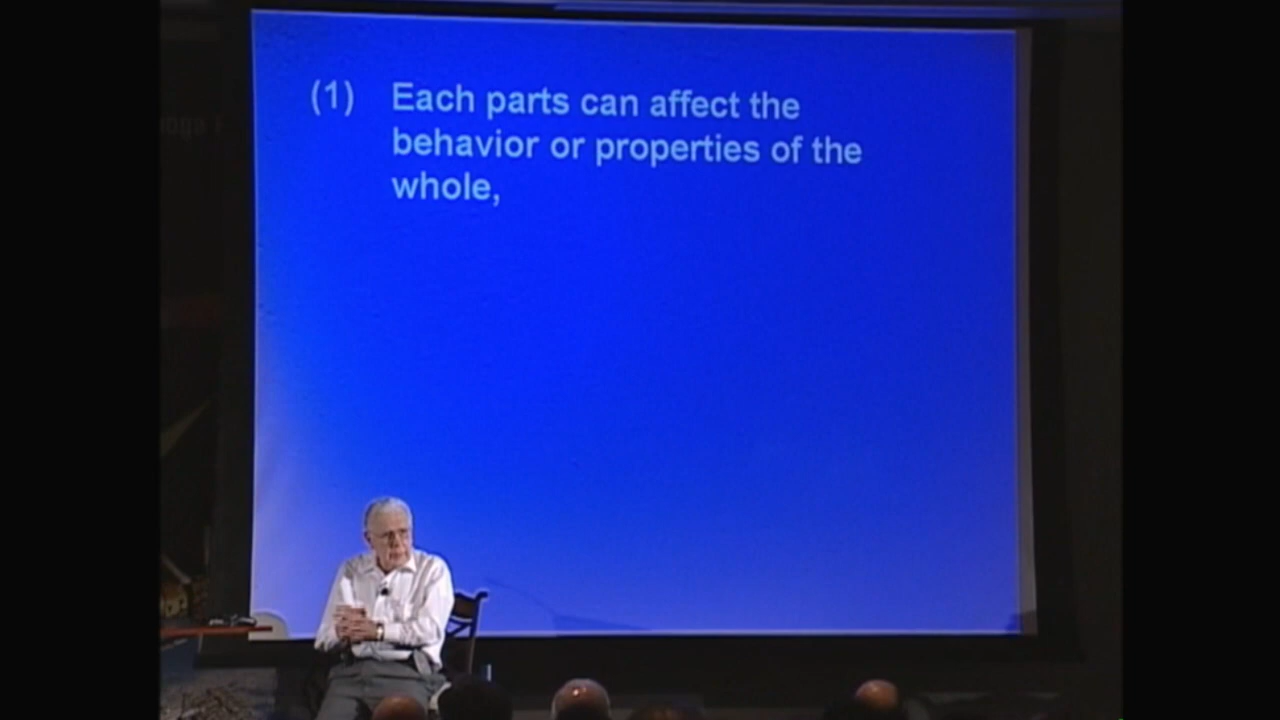 (1) Each parts can affect the
behavior or properties of the
whole,